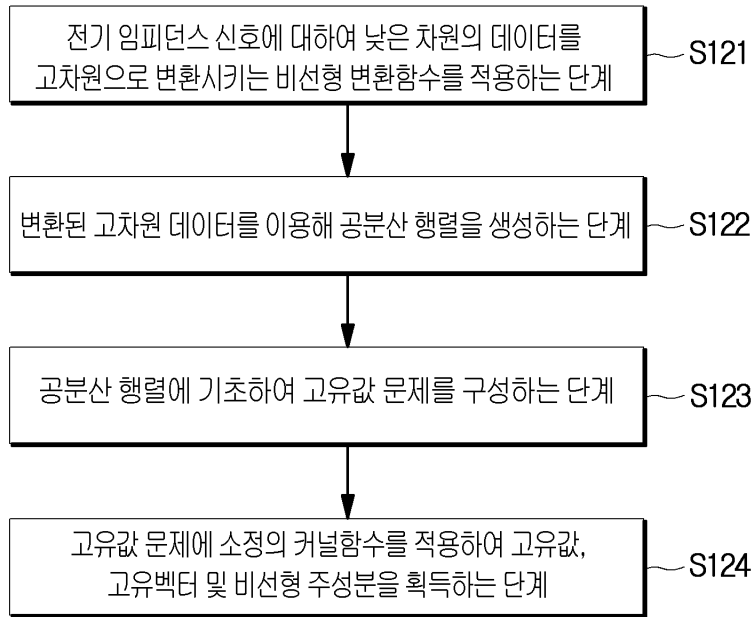 전기 임피던스 신호에 대하여 낮은 차원의 데이터를
고차원으로 변환시키는 비선형 변환함수를 적용하는 단계
S121
변환된 고차원 데이터를 이용해 공분산 행렬을 생성하는 단계
S122
공분산 행렬에 기초하여 고유값 문제를 구성하는 단계
S123
고유값 문제에 소정의 커널함수를 적용하여 고유값,
고유벡터 및 비선형 주성분을 획득하는 단계
S124